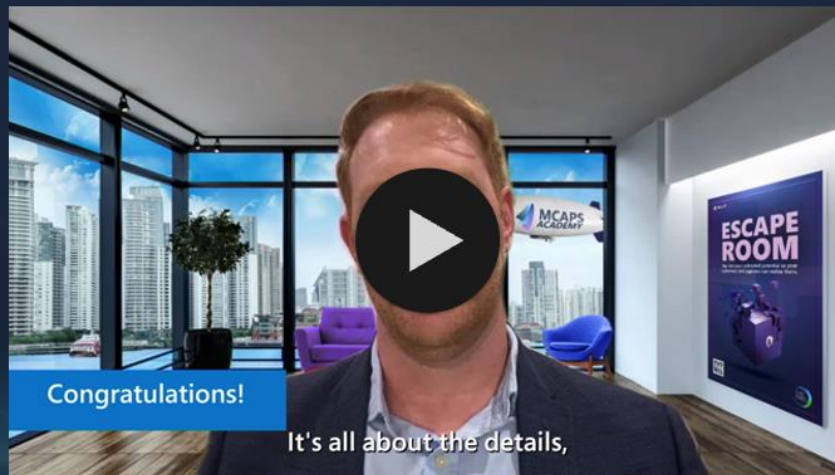 MCAPS
ACADEMY
ESCAPE
ROOM
Congratulations!
It's all about the details,